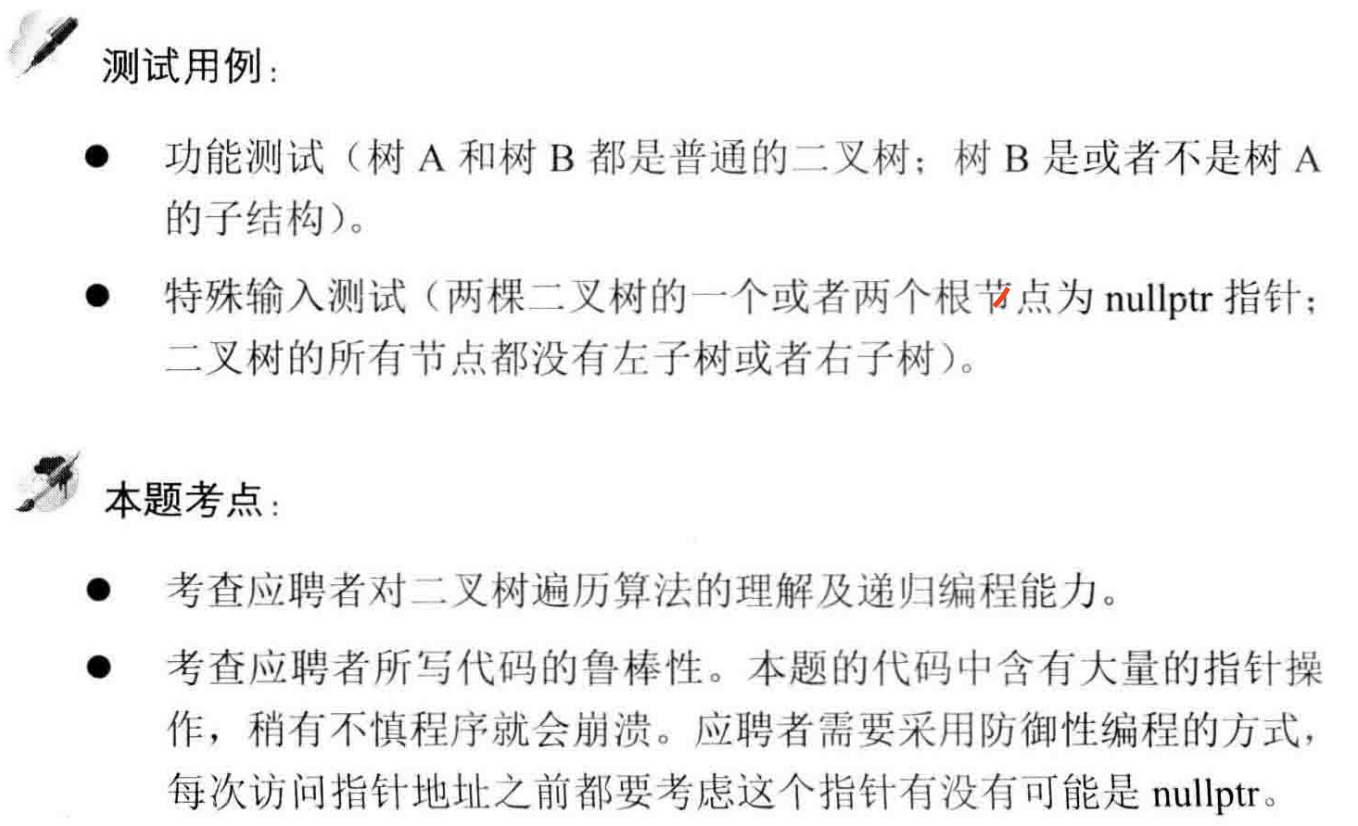 测试用例：
● 功能测试（树 A 和树 B 都是普通的二叉树；树 B 是或者不是树 A
的子结构）。
● 特殊输入测试（两棵二叉树的一个或者两个根节点为 nullptr 指针；
二叉树的所有节点都没有左子树或者右子树）。
本题考点：
● 考查应聘者对二叉树遍历算法的理解及递归编程能力。
● 考查应聘者所写代码的鲁棒性。本题的代码中含有大量的指针操
作，稍有不慎程序就会崩溃。应聘者需要采用防御性编程的方式，
每次访问指针地址之前都要考虑这个指针有没有可能是 nullptr。